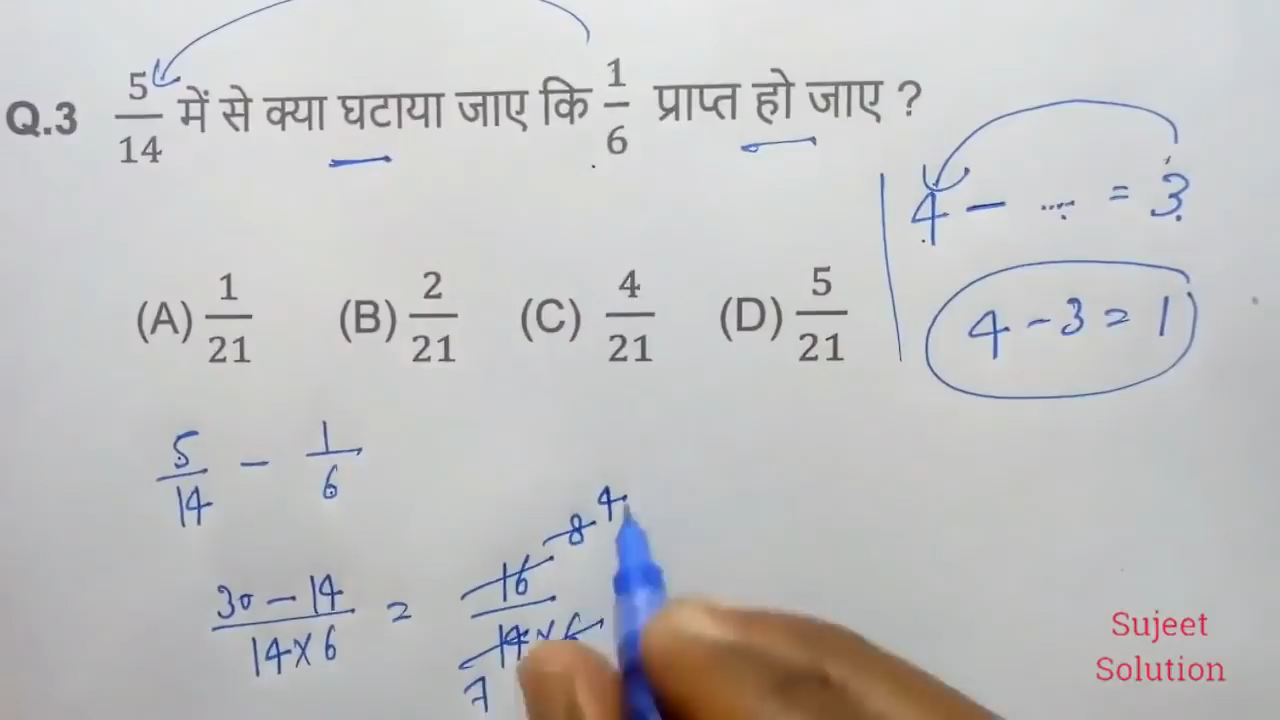 Q.3 5/14 में से क्या घटाया जाए कि 1/6 प्राप्त हो जाए ?
4 - .... = 3
4 - 3 = 1
(A) 1/21 (B) 2/21 (C) 4/21 (D) 5/21
5/14 - 1/6
8 4
30 - 14 / 14 × 6 = 16 / 14 × 6
7
Sujeet
Solution